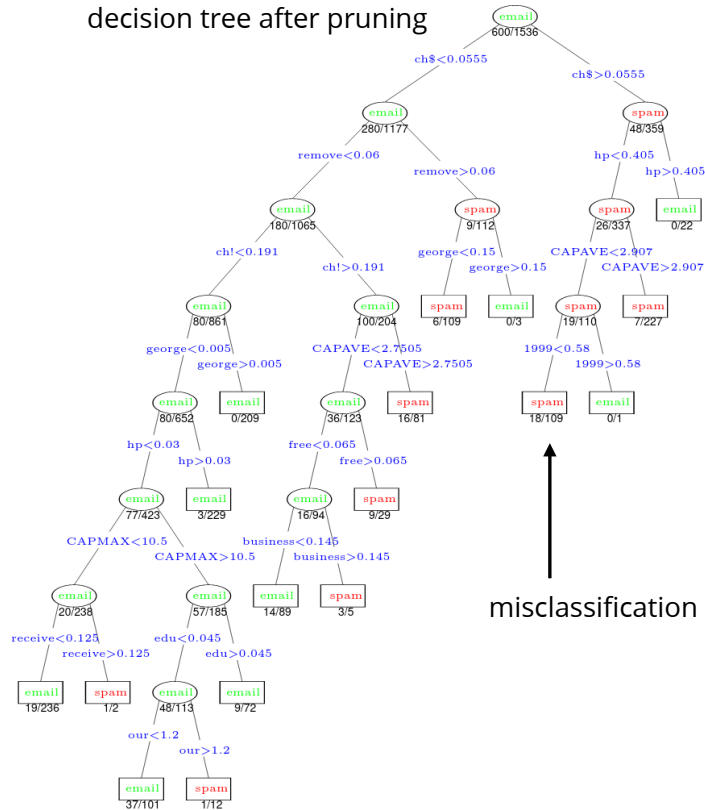 decision tree after pruning
email
600/1536
ch$<0.0555
ch$>0.0555
email
280/1177
spam
48/359
remove<0.06
remove>0.06
hp<0.405
hp>0.405
email
180/1065
spam
9/112
spam
26/337
email
0/22
ch!<0.191
ch!>0.191
george<0.15
george>0.15
CAPAVE<2.907
CAPAVE>2.907
email
80/861
email
100/204
spam
6/109
email
0/3
spam
19/110
spam
7/227
george<0.005
george>0.005
CAPAVE<2.7505
CAPAVE>2.7505
1999<0.58
1999>0.58
email
80/652
email
0/209
email
36/123
spam
16/81
spam
18/109
email
0/1
hp<0.03
hp>0.03
free<0.065
free>0.065
email
77/423
email
3/229
email
16/94
spam
9/29
CAPMAX<10.5
CAPMAX>10.5
business<0.145
business>0.145
email
20/238
email
57/185
email
14/89
spam
3/5
misclassification
receive<0.125
receive>0.125
edu<0.045
edu>0.045
email
19/236
spam
1/2
email
48/113
email
9/72
our<1.2
our>1.2
email
37/101
spam
1/12